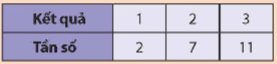 Kết quả 1 2 3
Tần số 2 7 11